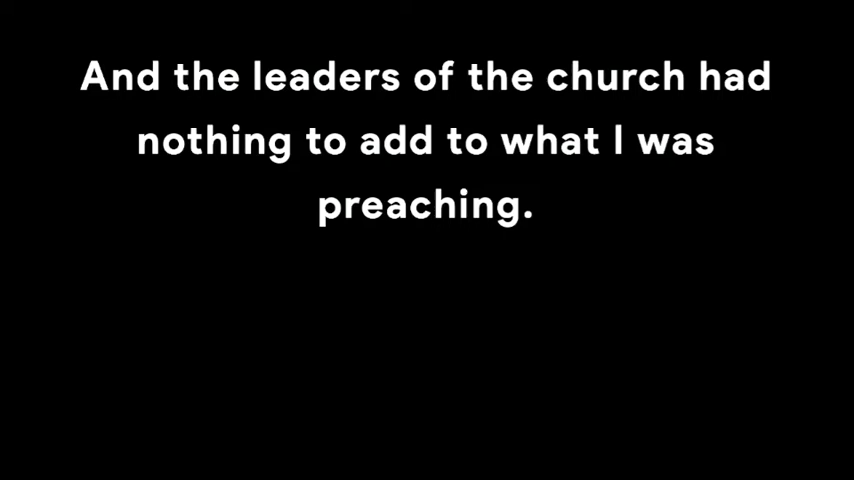 And the leaders of the church had
nothing to add to what I was
preaching.